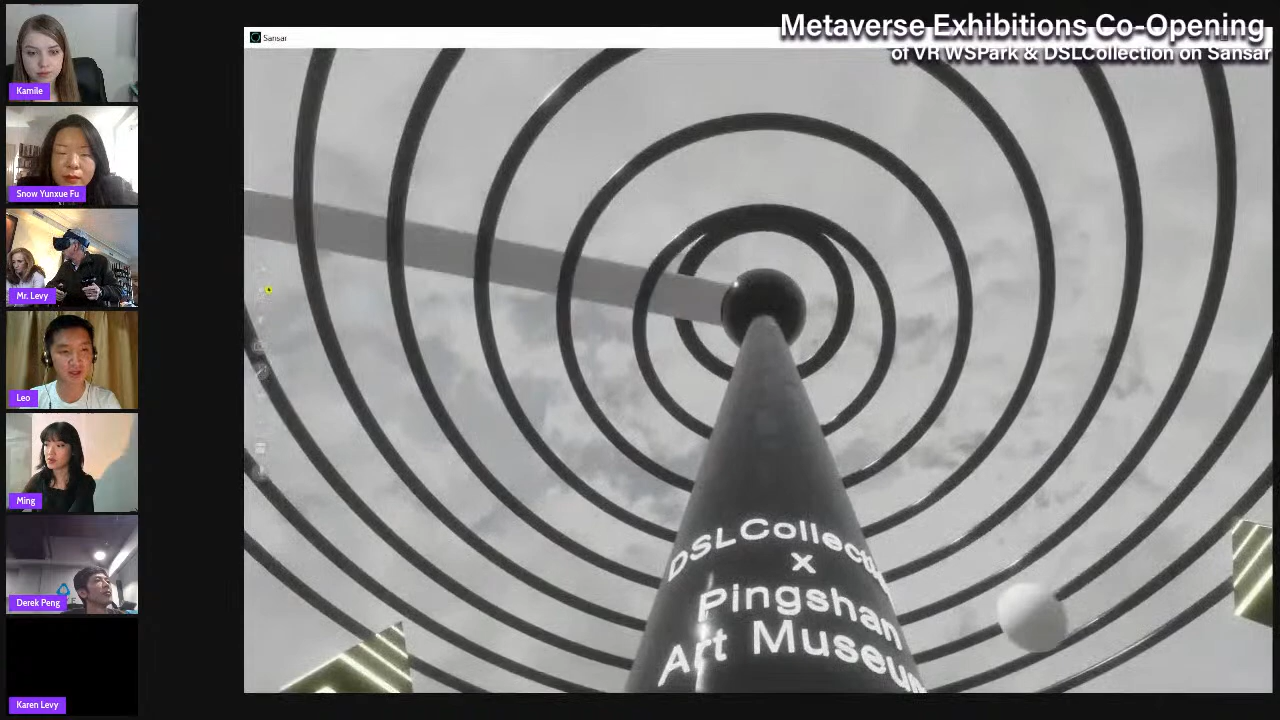 Metaverse Exhibitions Co-Opening
of VR WSPark & DSLCollection on Sansar
Sansar
Kamile
Snow Yunxue Fu
Mr. Levy
Leo
Ming
Derek Peng
Karen Levy
DSLCollecti
x
Pingshan
Art Museum